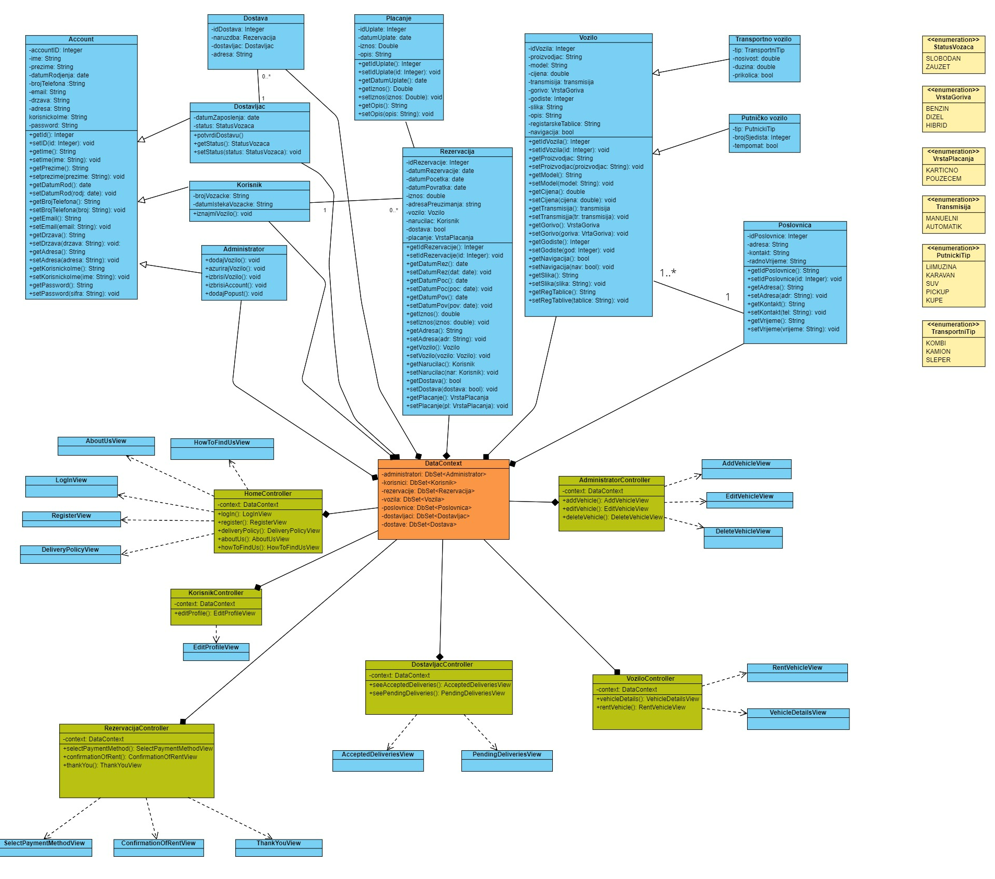 Account
-accountID: Integer
-ime: String
-prezime: String
-datumRodjenja: date
-brojTelefona: String
-email: String
-drzava: String
-adresa: String
korisnickoIme: String
-password: String
+getId(): Integer
+setID(id: Integer): void
+getIme(): String
+setime(ime: String): void
+getPrezime(): String
+setprezime(prezime: String): void
+getDatumRod(): date
+setDatumRod(rodj: date): void
+getBrojTelefona(): String
+setBrojTelefona(broj: String): void
+getEmail(): String
+setEmail(email: String): void
+getDrzava(): String
+setDrzava(drzava: String): void:
+getAdresa(): String
+setAdresa(adresa: String): void
+getKorisnickoIme(): String
+setKorisnickoIme(ime: String): void
+getPassword(): String
+setPassword(sifra: String): void
Dostava
-idDostava: Integer
-naruzdba: Rezervacija
-dostavljac: Dostavljac
-adresa: String
0..*
1
Dostavljac
-datumZaposlenja: date
-status: StatusVozaca
+potvrdiDostavu()
+getStatus(): StatusVozaca
+setStatus(status: StatusVozaca): void
Korisnik
-brojVozacke: String
-datumIstekaVozacke: String
+iznajmiVozilo(): void
1
0..*
Administrator
+dodajVozilo(): void
+azurirajVozilo(): void
+izbrisiVozilo(): void
+izbrisiAccount(): void
+dodajPopust(): void
Placanje
-idUplate: Integer
-datumUplate: date
-iznos: Double
-opis: String
+getIdUplate(): Integer
+setIdUplate(id: Integer): void
+getDatumUplate(): date
+getIznos(): Double
+setIznos(iznos: Double): void
+getOpis(): String
+setOpis(opis: String): void
Rezervacija
-idRezervacije: Integer
-datumRezervacije: date
-datumPocetka: date
-datumPovratka: date
-iznos: double
-adresaPreuzimanja: string
-vozilo: Vozilo
-narucilac: Korisnik
-dostava: bool
-placanje: VrstaPlacanja
+getIdRezervacije(): Integer
+setIdRezervacije(id: Integer): void
+getDatumRez(): date
+setDatumRez(dat: date): void
+getDatumPoc(): date
+setDatumPoc(poc: date): void
+getDatumPov(): date
+setDatumPov(pov: date): void
+getIznos(): double
+setIznos(iznos: double): void
+getAdresa(): String
+setAdresa(adr: String): void
+getVozilo(): Vozilo
+setVozilo(vozilo: Vozilo): void
+getNarucilac(): Korisnik
+setNarucilac(nar: Korisnik): void
+getDostava(): bool
+setDostava(dostava: bool): void
+getPlacanje(): VrstaPlacanja
+setPlacanje(pl: VrstaPlacanja): void
Vozilo
-idVozila: Integer
-proizvodjac: String
-model: String
-cijena: double
-transmisija: transmisija
-gorivo: VrstaGoriva
-godiste: Integer
-slika: String
-opis: String
-registarskeTablice: String
-navigacija: bool
+getIdVozila(): Integer
+setIdVozila(id: Integer): void
+getProizvodjac: String
+setProizvodjac(proizvodjac: String): void
+getModel(): String
+setModel(model: String): void
+getCijena(): double
+setCijena(cijena: double): void
+getTransmisija(): transmisija
+setTransmisija(tr: transmisija): void
+getGorivo(): VrstaGoriva
+setGorivo(goriva: VrtaGoriva): void
+getGodiste(): Integer
+setGodiste(god: Integer): void
+getNavigacija(): bool
+setNavigacija(nav: bool): void
+getSlika(): String
+setSlika(slika: String): void
+getRegTablice(): String
+setRegTablive(tablice: String): void
1..*
1
Transportno vozilo
-tip: TransportniTip
-nosivost: double
-duzina: double
-prikolica: bool
Putničko vozilo
-tip: PutnickiTip
-brojSjedista: Integer
-tempomat: bool
Poslovnica
-idPoslovnice: Integer
-adresa: String
-kontakt: String
-radnoVrijeme: String
+getIdPoslovnice(): String
+setIdPoslovnice(id: Integer): void
+getAdresa(): String
+setAdresa(adr: String): void
+getKontakt(): String
+setKontakt(tel: String): void
+getVrijeme(): String
+setVrijeme(vrijeme: String): void
<<enumeration>>
StatusVozaca
SLOBODAN
ZAUZET
<<enumeration>>
VrstaGoriva
BENZIN
DIZEL
HIBRID
<<enumeration>>
VrstaPlacanja
KARTICNO
POUZECEM
<<enumeration>>
Transmisija
MANUELNI
AUTOMATIK
<<enumeration>>
PutnickiTip
LIIMUZINA
KARAVAN
SUV
PICKUP
KUPE
<<enumeration>>
TransportniTip
KOMBI
KAMION
SLEPER
DataContext
-administratori: DbSet<Administrator>
-korisnici: DbSet<Korisnik>
-rezervacije: DbSet<Rezervacija>
-vozila: DbSet<Vozila>
-poslovnice: DbSet<Poslovnica>
-dostavljaci: DbSet<Dostavljac>
-dostave: DbSet<Dostava>
AboutUsView
HowToFindUsView
LogInView
RegisterView
DeliveryPolicyView
HomeController
-context: DataContext
+logIn(): LogInView
+register(): RegisterView
+deliveryPolicy(): DeliveryPolicyView
+aboutUs(): AboutUsView
+howToFindUs(): HowToFindUsView
AdministratorController
-context: DataContext
+addVehicle(): AddVehicleView
+editVehicle(): EditVehicleView
+deleteVehicle(): DeleteVehicleView
AddVehicleView
EditVehicleView
DeleteVehicleView
KorisnikController
-context: DataContext
+editProfile(): EditProfileView
EditProfileView
DostavljacController
-context: DataContext
+seeAcceptedDeliveries(): AcceptedDeliveriesView
+seePendingDeliveries(): PendingDeliveriesView
AcceptedDeliveriesView
PendingDeliveriesView
VoziloController
-context: DataContext
+vehicleDetails(): VehicleDetailsView
+rentVehicle(): RentVehicleView
RentVehicleView
VehicleDetailsView
RezervacijaController
-context: DataContext
+selectPaymentMethod(): SelectPaymentMethodView
+confirmationOfRent(): ConfirmationOfRentView
+thankYou(): ThankYouView
SelectPaymentMethodView
ConfirmationOfRentView
ThankYouView